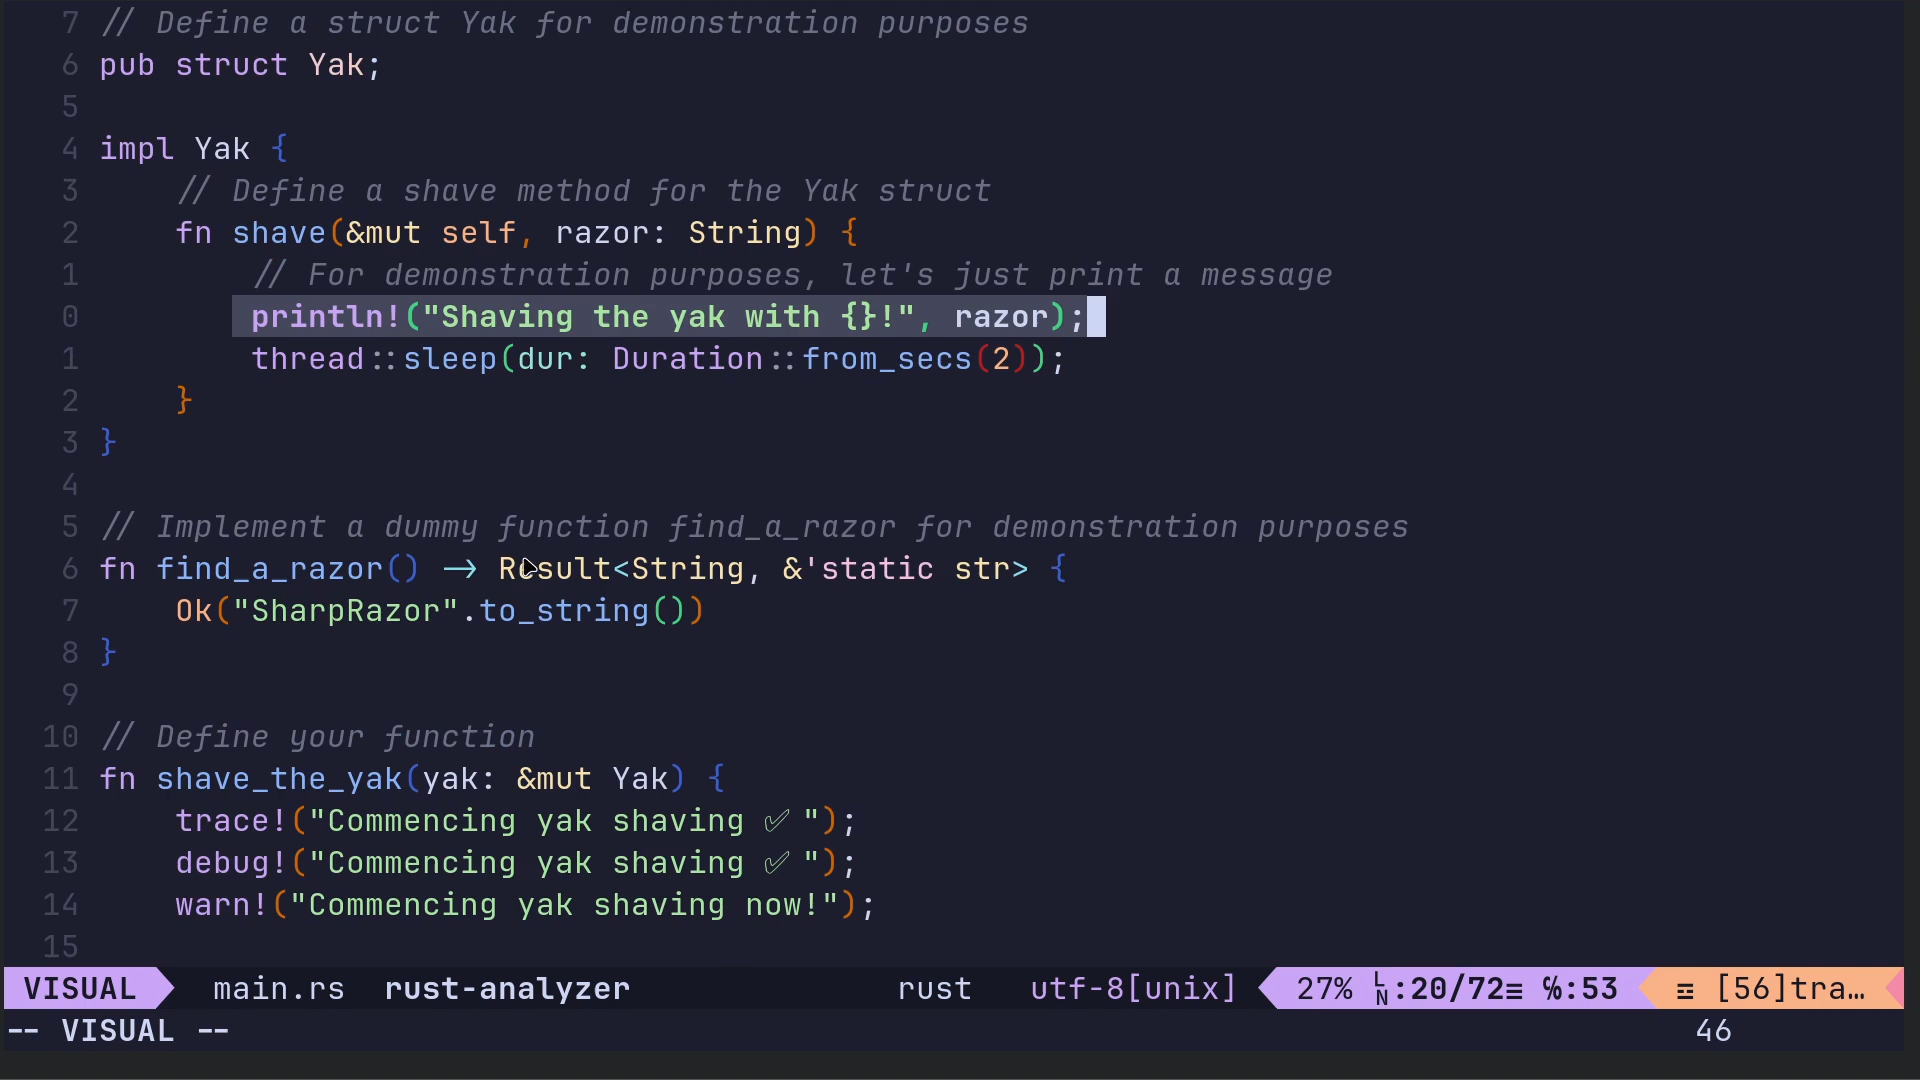 7 // Define a struct Yak for demonstration purposes
6 pub struct Yak;
5
4 impl Yak {
3     // Define a shave method for the Yak struct
2     fn shave(&mut self, razor: String) {
1         // For demonstration purposes, let's just print a message
0         println!("Shaving the yak with {}!", razor);
1         thread::sleep(dur: Duration::from_secs(2));
2     }
3 }
4
5 // Implement a dummy function find_a_razor for demonstration purposes
6 fn find_a_razor() -> Result<String, &'static str> {
7     Ok("SharpRazor".to_string())
8 }
9
10 // Define your function
11 fn shave_the_yak(yak: &mut Yak) {
12     trace!("Commencing yak shaving ✅ ");
13     debug!("Commencing yak shaving ✅ ");
14     warn!("Commencing yak shaving now!");
15
VISUAL main.rs rust-analyzer rust utf-8[unix] 27% LN:20/72≡ ℅:53 ☲ [56]tra…
-- VISUAL -- 46